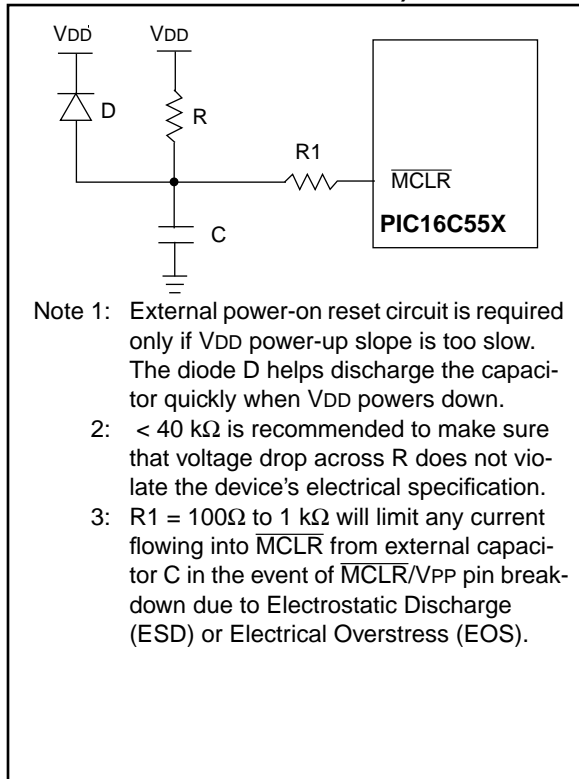 VDD VDD
D
R
R1
MCLR
PIC16C55X
C
Note 1: External power-on reset circuit is required
only if VDD power-up slope is too slow.
The diode D helps discharge the capaci-
tor quickly when VDD powers down.
2: < 40 kΩ is recommended to make sure
that voltage drop across R does not vio-
late the device's electrical specification.
3: R1 = 100Ω to 1 kΩ will limit any current
flowing into MCLR from external capaci-
tor C in the event of MCLR/VPP pin break-
down due to Electrostatic Discharge
(ESD) or Electrical Overstress (EOS).